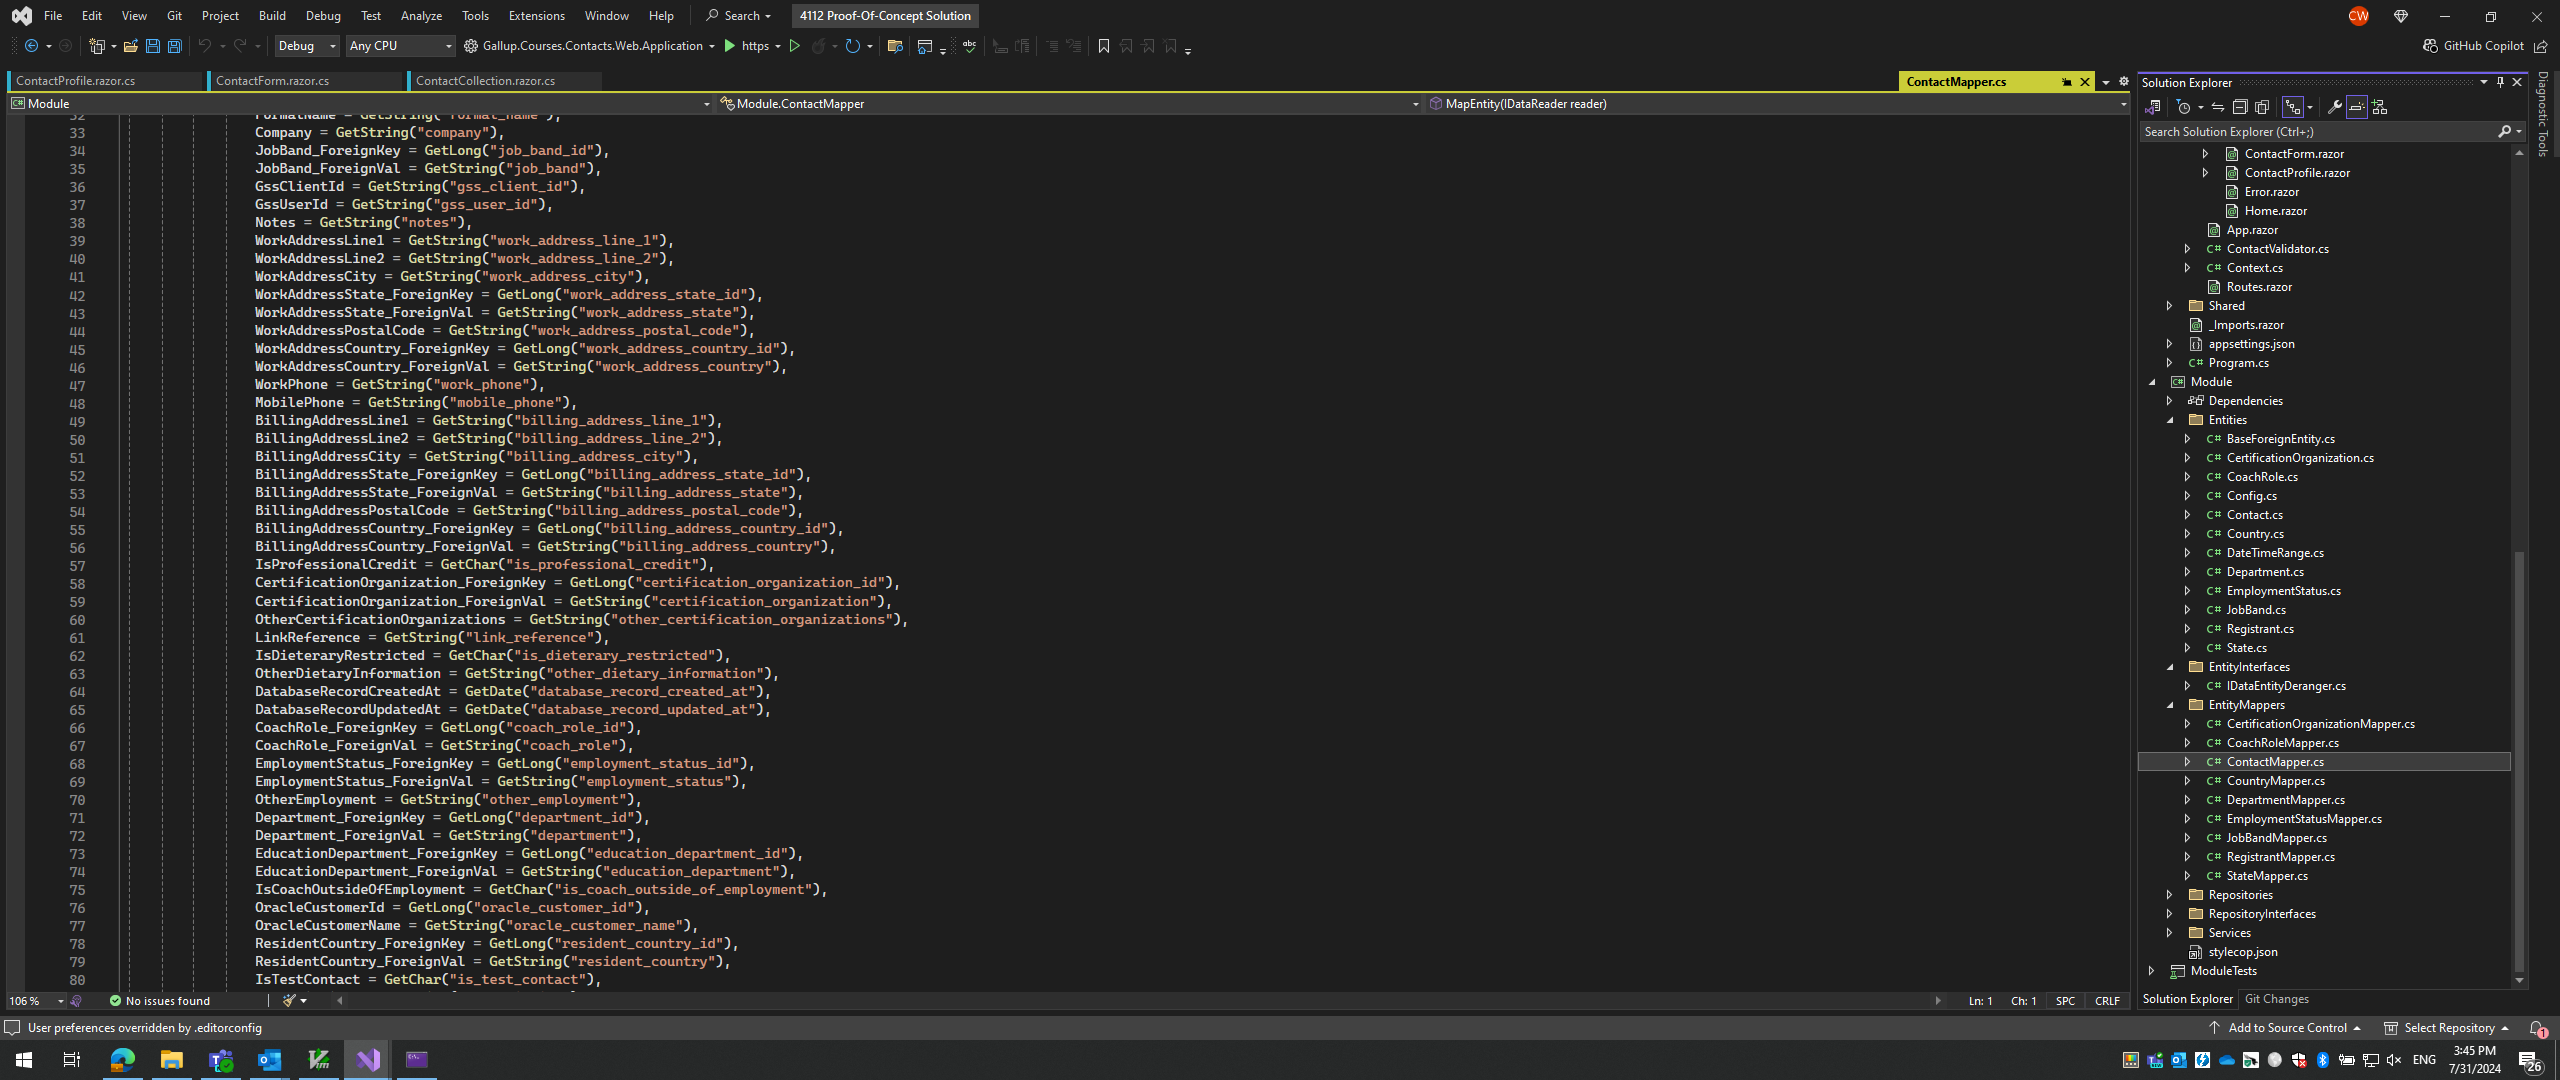 File Edit View Git Project Build Debug Test Analyze Tools Extensions Window Help Search 4112 Proof-Of-Concept Solution CW
Debug Any CPU Gallup.Courses.Contacts.Web.Application https abc GitHub Copilot
ContactProfile.razor.cs ContactForm.razor.cs ContactCollection.razor.cs ContactMapper.cs
C# Module Module.ContactMapper MapEntity(IDataReader reader)
32 FormalName = GetString("formal_name"),
33 Company = GetString("company"),
34 JobBand_ForeignKey = GetLong("job_band_id"),
35 JobBand_ForeignVal = GetString("job_band"),
36 GssClientId = GetString("gss_client_id"),
37 GssUserId = GetString("gss_user_id"),
38 Notes = GetString("notes"),
39 WorkAddressLine1 = GetString("work_address_line_1"),
40 WorkAddressLine2 = GetString("work_address_line_2"),
41 WorkAddressCity = GetString("work_address_city"),
42 WorkAddressState_ForeignKey = GetLong("work_address_state_id"),
43 WorkAddressState_ForeignVal = GetString("work_address_state"),
44 WorkAddressPostalCode = GetString("work_address_postal_code"),
45 WorkAddressCountry_ForeignKey = GetLong("work_address_country_id"),
46 WorkAddressCountry_ForeignVal = GetString("work_address_country"),
47 WorkPhone = GetString("work_phone"),
48 MobilePhone = GetString("mobile_phone"),
49 BillingAddressLine1 = GetString("billing_address_line_1"),
50 BillingAddressLine2 = GetString("billing_address_line_2"),
51 BillingAddressCity = GetString("billing_address_city"),
52 BillingAddressState_ForeignKey = GetLong("billing_address_state_id"),
53 BillingAddressState_ForeignVal = GetString("billing_address_state"),
54 BillingAddressPostalCode = GetString("billing_address_postal_code"),
55 BillingAddressCountry_ForeignKey = GetLong("billing_address_country_id"),
56 BillingAddressCountry_ForeignVal = GetString("billing_address_country"),
57 IsProfessionalCredit = GetChar("is_professional_credit"),
58 CertificationOrganization_ForeignKey = GetLong("certification_organization_id"),
59 CertificationOrganization_ForeignVal = GetString("certification_organization"),
60 OtherCertificationOrganizations = GetString("other_certification_organizations"),
61 LinkReference = GetString("link_reference"),
62 IsDieteraryRestricted = GetChar("is_dieterary_restricted"),
63 OtherDietaryInformation = GetString("other_dietary_information"),
64 DatabaseRecordCreatedAt = GetDate("database_record_created_at"),
65 DatabaseRecordUpdatedAt = GetDate("database_record_updated_at"),
66 CoachRole_ForeignKey = GetLong("coach_role_id"),
67 CoachRole_ForeignVal = GetString("coach_role"),
68 EmploymentStatus_ForeignKey = GetLong("employment_status_id"),
69 EmploymentStatus_ForeignVal = GetString("employment_status"),
70 OtherEmployment = GetString("other_employment"),
71 Department_ForeignKey = GetLong("department_id"),
72 Department_ForeignVal = GetString("department"),
73 EducationDepartment_ForeignKey = GetLong("education_department_id"),
74 EducationDepartment_ForeignVal = GetString("education_department"),
75 IsCoachOutsideOfEmployment = GetChar("is_coach_outside_of_employment"),
76 OracleCustomerId = GetLong("oracle_customer_id"),
77 OracleCustomerName = GetString("oracle_customer_name"),
78 ResidentCountry_ForeignKey = GetLong("resident_country_id"),
79 ResidentCountry_ForeignVal = GetString("resident_country"),
80 IsTestContact = GetChar("is_test_contact"),
106 % No issues found Ln: 1 Ch: 1 SPC CRLF
Solution Explorer
Search Solution Explorer (Ctrl+;)
ContactForm.razor
ContactProfile.razor
Error.razor
Home.razor
App.razor
C# ContactValidator.cs
C# Context.cs
Routes.razor
Shared
_Imports.razor
appsettings.json
C# Program.cs
C# Module
Dependencies
Entities
C# BaseForeignEntity.cs
C# CertificationOrganization.cs
C# CoachRole.cs
C# Config.cs
C# Contact.cs
C# Country.cs
C# DateTimeRange.cs
C# Department.cs
C# EmploymentStatus.cs
C# JobBand.cs
C# Registrant.cs
C# State.cs
EntityInterfaces
C# IDataEntityDeranger.cs
EntityMappers
C# CertificationOrganizationMapper.cs
C# CoachRoleMapper.cs
C# ContactMapper.cs
C# CountryMapper.cs
C# DepartmentMapper.cs
C# EmploymentStatusMapper.cs
C# JobBandMapper.cs
C# RegistrantMapper.cs
C# StateMapper.cs
Repositories
RepositoryInterfaces
Services
stylecop.json
ModuleTests
Solution Explorer Git Changes
Diagnostic Tools
User preferences overridden by .editorconfig Add to Source Control Select Repository 1
ENG 3:45 PM
7/31/2024 26